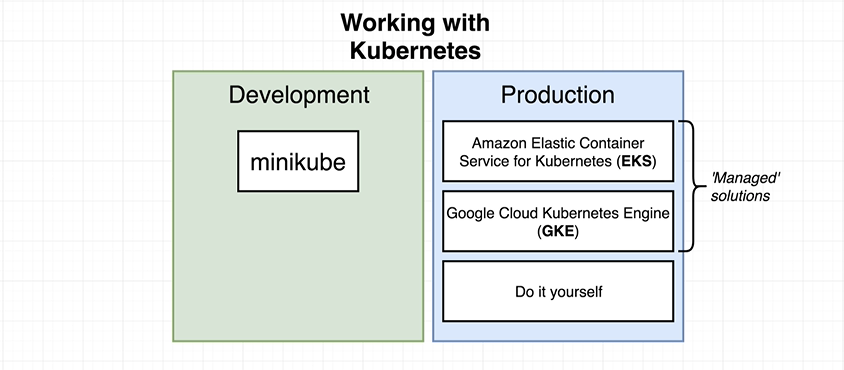 Working with
Kubernetes
Development
minikube
Production
Amazon Elastic Container
Service for Kubernetes (EKS)
Google Cloud Kubernetes Engine
(GKE)
Do it yourself
'Managed'
solutions